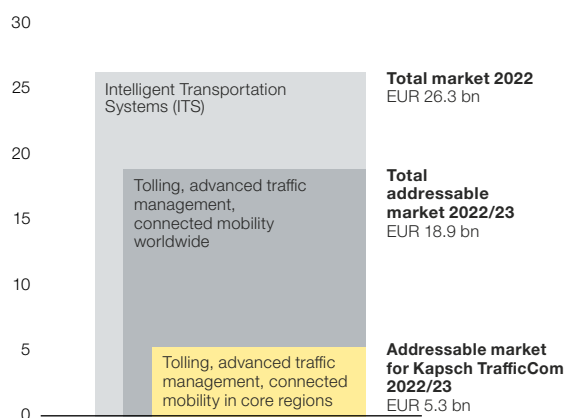 30
25
20
15
10
5
0
Intelligent Transportation
Systems (ITS)
Tolling, advanced traffic
management,
connected mobility
worldwide
Tolling, advanced traffic
management, connected
mobility in core regions
Total market 2022
EUR 26.3 bn
Total
addressable
market 2022/23
EUR 18.9 bn
Addressable market
for Kapsch TrafficCom
2022/23
EUR 5.3 bn